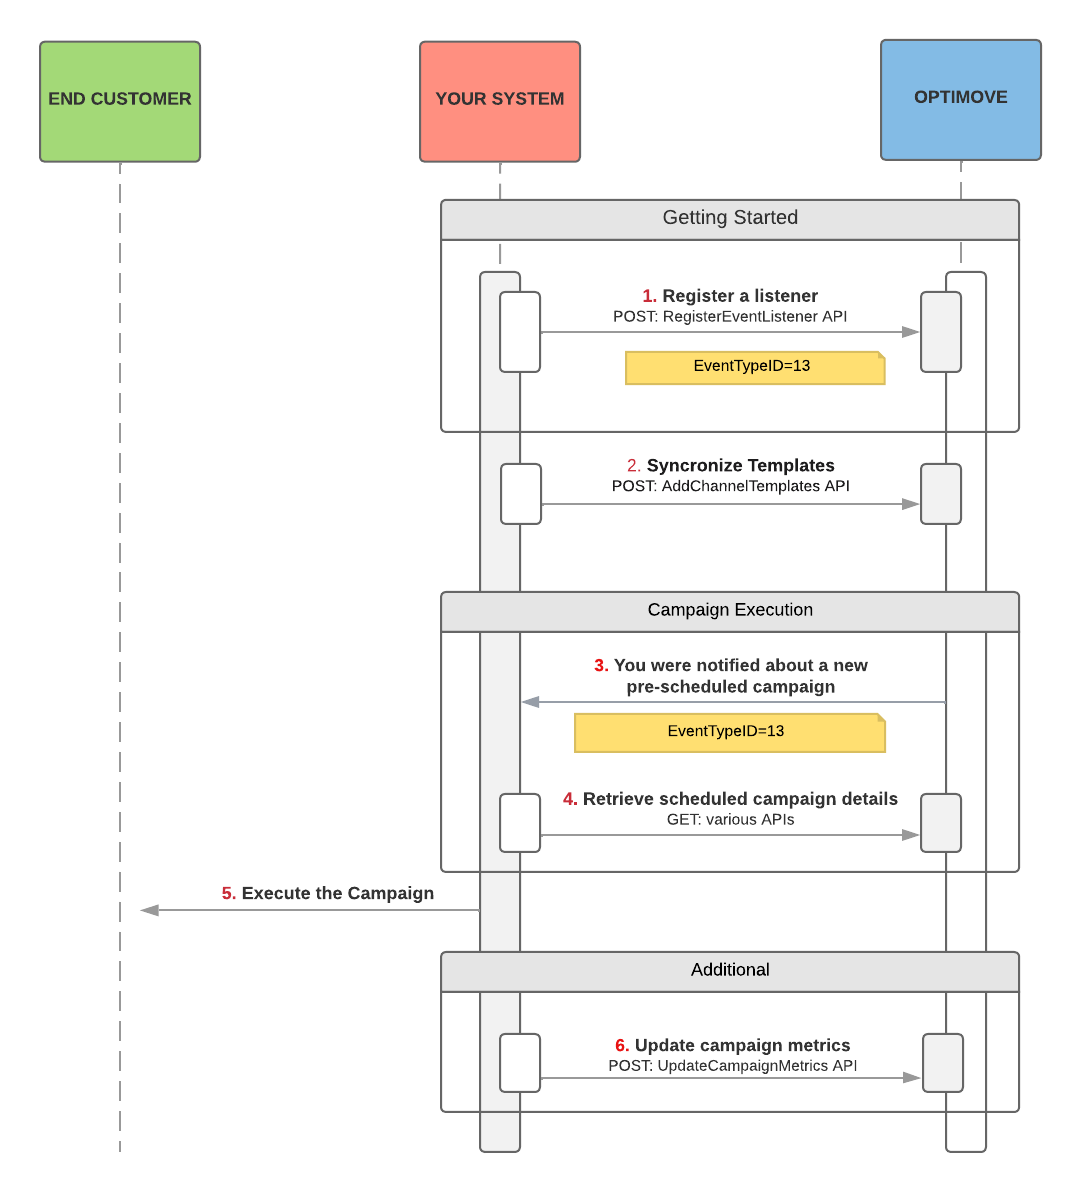 END CUSTOMER
YOUR SYSTEM
OPTIMOVE
Getting Started
1. Register a listener
POST: RegisterEventListener API
EventTypeID=13
2. Syncronize Templates
POST: AddChannelTemplates API
Campaign Execution
3. You were notified about a new
pre-scheduled campaign
EventTypeID=13
4. Retrieve scheduled campaign details
GET: various APIs
5. Execute the Campaign
Additional
6. Update campaign metrics
POST: UpdateCampaignMetrics API